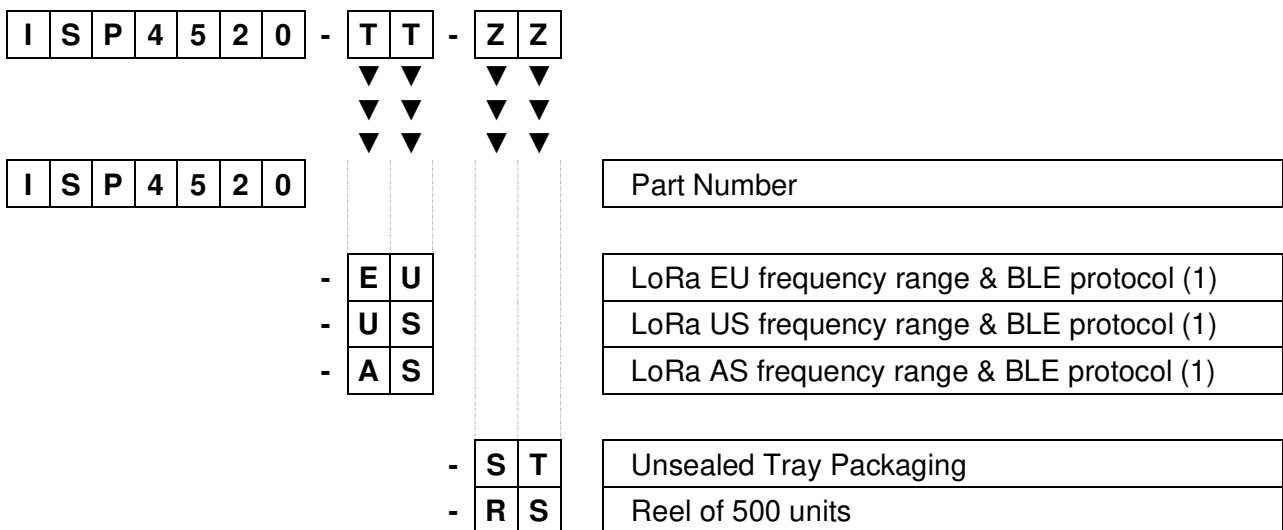 ISP4520 - TT - ZZ
ISP4520 Part Number
- EU LoRa EU frequency range & BLE protocol (1)
- US LoRa US frequency range & BLE protocol (1)
- AS LoRa AS frequency range & BLE protocol (1)
- ST Unsealed Tray Packaging
- RS Reel of 500 units